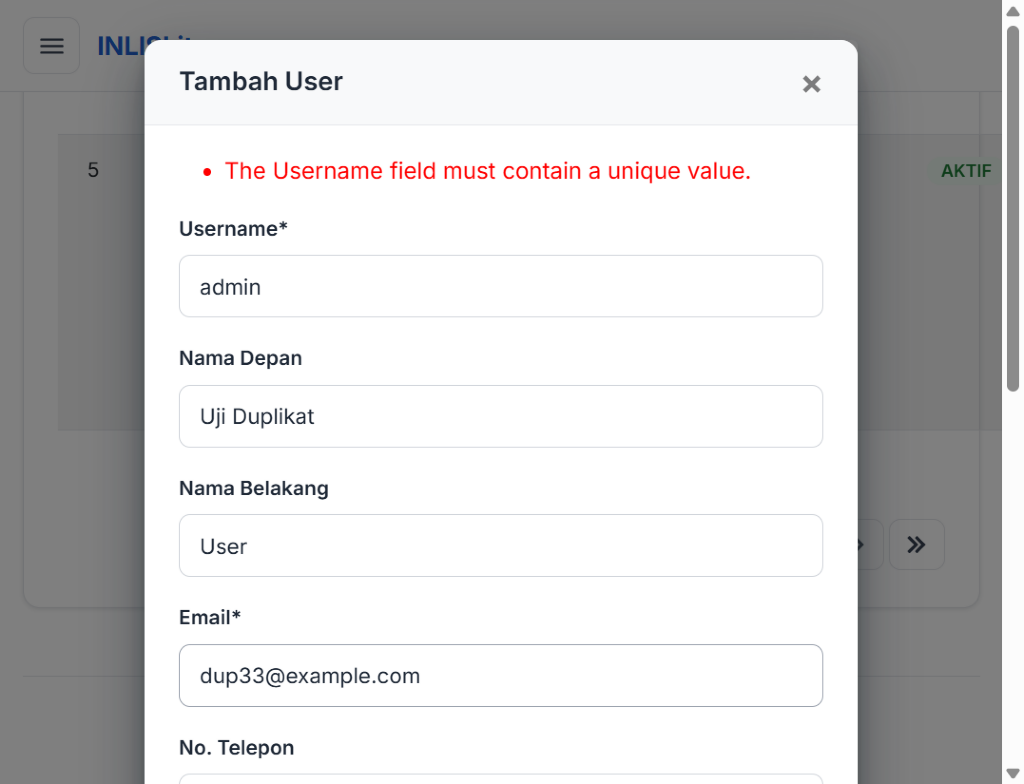 Tambah User
5
AKTIF
The Username field must contain a unique value.
Username*
admin
Nama Depan
Uji Duplikat
Nama Belakang
User
Email*
dup33@example.com
No. Telepon